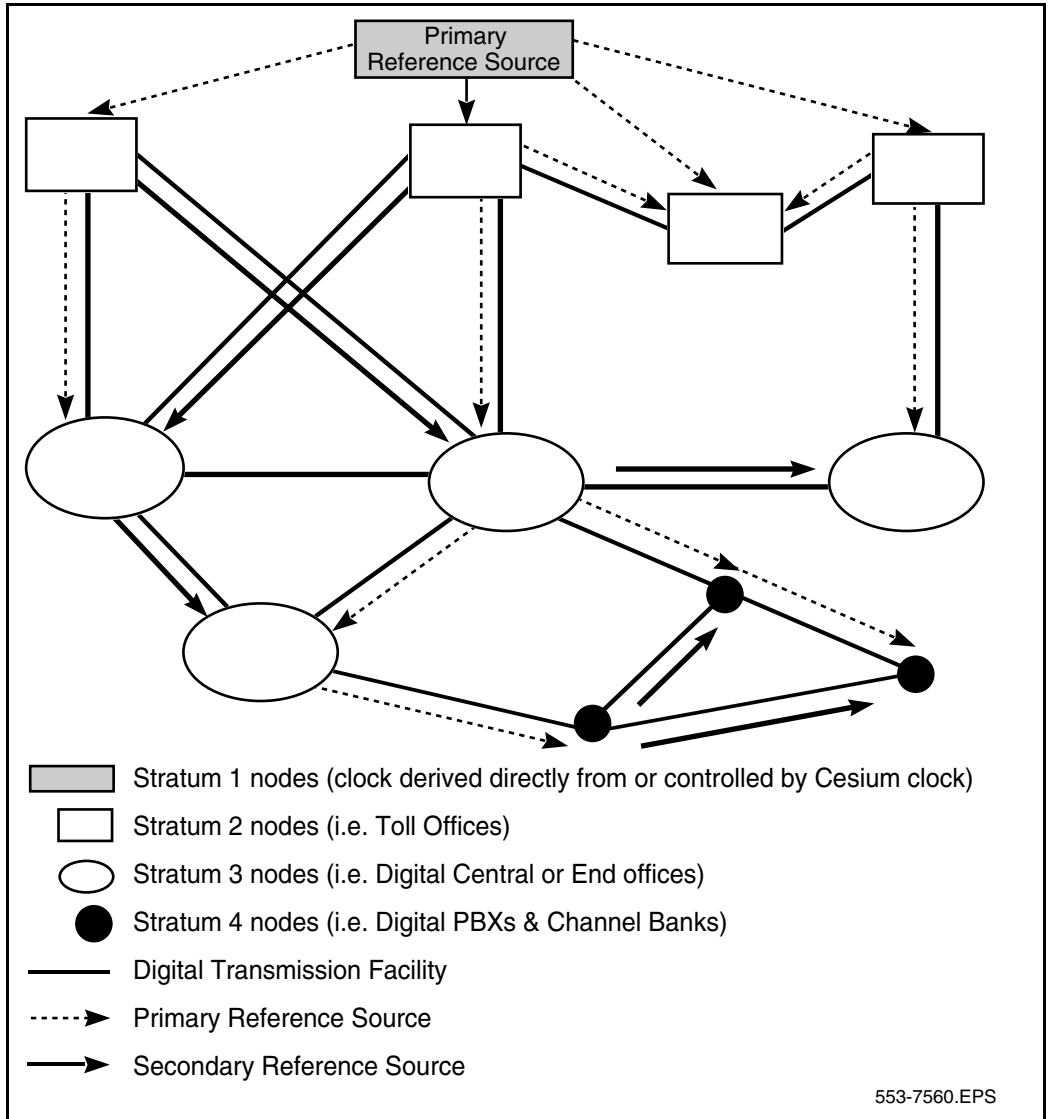 Primary
Reference Source
Stratum 1 nodes (clock derived directly from or controlled by Cesium clock)
Stratum 2 nodes (i.e. Toll Offices)
Stratum 3 nodes (i.e. Digital Central or End offices)
Stratum 4 nodes (i.e. Digital PBXs & Channel Banks)
Digital Transmission Facility
Primary Reference Source
Secondary Reference Source
553-7560.EPS